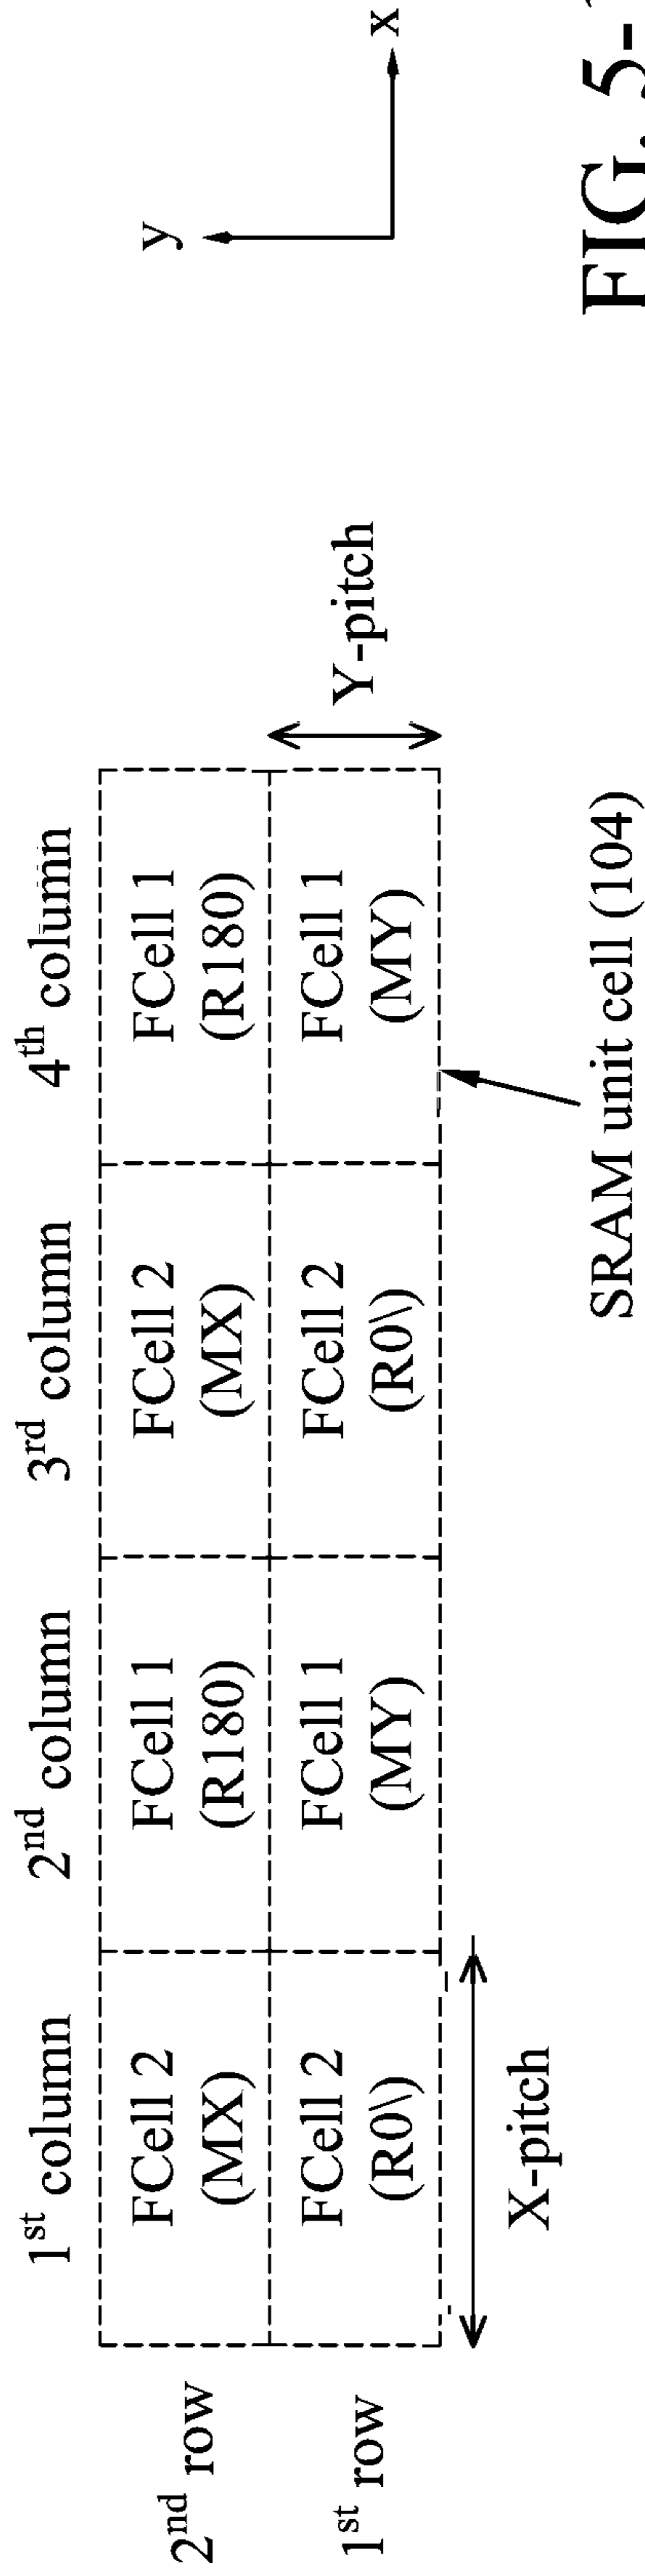 1st column
2nd column
3rd column
4th column
2nd row
FCell 2
(MX)
FCell 1
(R180)
FCell 2
(MX)
FCell 1
(R180)
1st row
FCell 2
(R0\)
FCell 1
(MY)
FCell 2
(R0\)
FCell 1
(MY)
Y-pitch
X-pitch
SRAM unit cell (104)
y
x
FIG. 5-